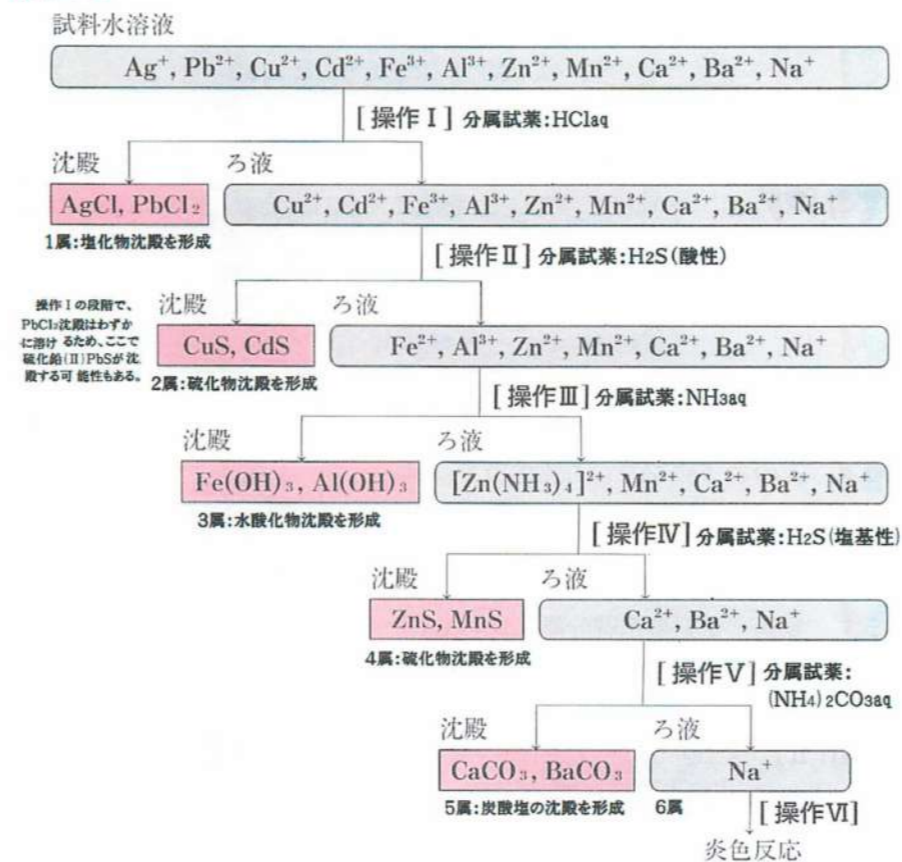 試料水溶液
Ag⁺, Pb²⁺, Cu²⁺, Cd²⁺, Fe³⁺, Al³⁺, Zn²⁺, Mn²⁺, Ca²⁺, Ba²⁺, Na⁺
[操作Ⅰ] 分属試薬:HClaq
沈殿 ろ液
AgCl, PbCl₂ Cu²⁺, Cd²⁺, Fe³⁺, Al³⁺, Zn²⁺, Mn²⁺, Ca²⁺, Ba²⁺, Na⁺
1属:塩化物沈殿を形成
[操作Ⅱ] 分属試薬:H2S(酸性)
操作Ⅰの段階で、
PbCl₂沈殿はわずか
に溶けるため、ここで
硫化鉛(II)PbSが沈
殿する可能性もある。
沈殿 ろ液
CuS, CdS Fe²⁺, Al³⁺, Zn²⁺, Mn²⁺, Ca²⁺, Ba²⁺, Na⁺
2属:硫化物沈殿を形成
[操作Ⅲ] 分属試薬:NH3aq
沈殿 ろ液
Fe(OH)₃, Al(OH)₃ [Zn(NH₃)₄]²⁺, Mn²⁺, Ca²⁺, Ba²⁺, Na⁺
3属:水酸化物沈殿を形成
[操作Ⅳ] 分属試薬:H2S(塩基性)
沈殿 ろ液
ZnS, MnS Ca²⁺, Ba²⁺, Na⁺
4属:硫化物沈殿を形成
[操作Ⅴ] 分属試薬:
(NH4)2CO3aq
沈殿 ろ液
CaCO₃, BaCO₃ Na⁺
5属:炭酸塩の沈殿を形成 6属
[操作Ⅵ]
炎色反応